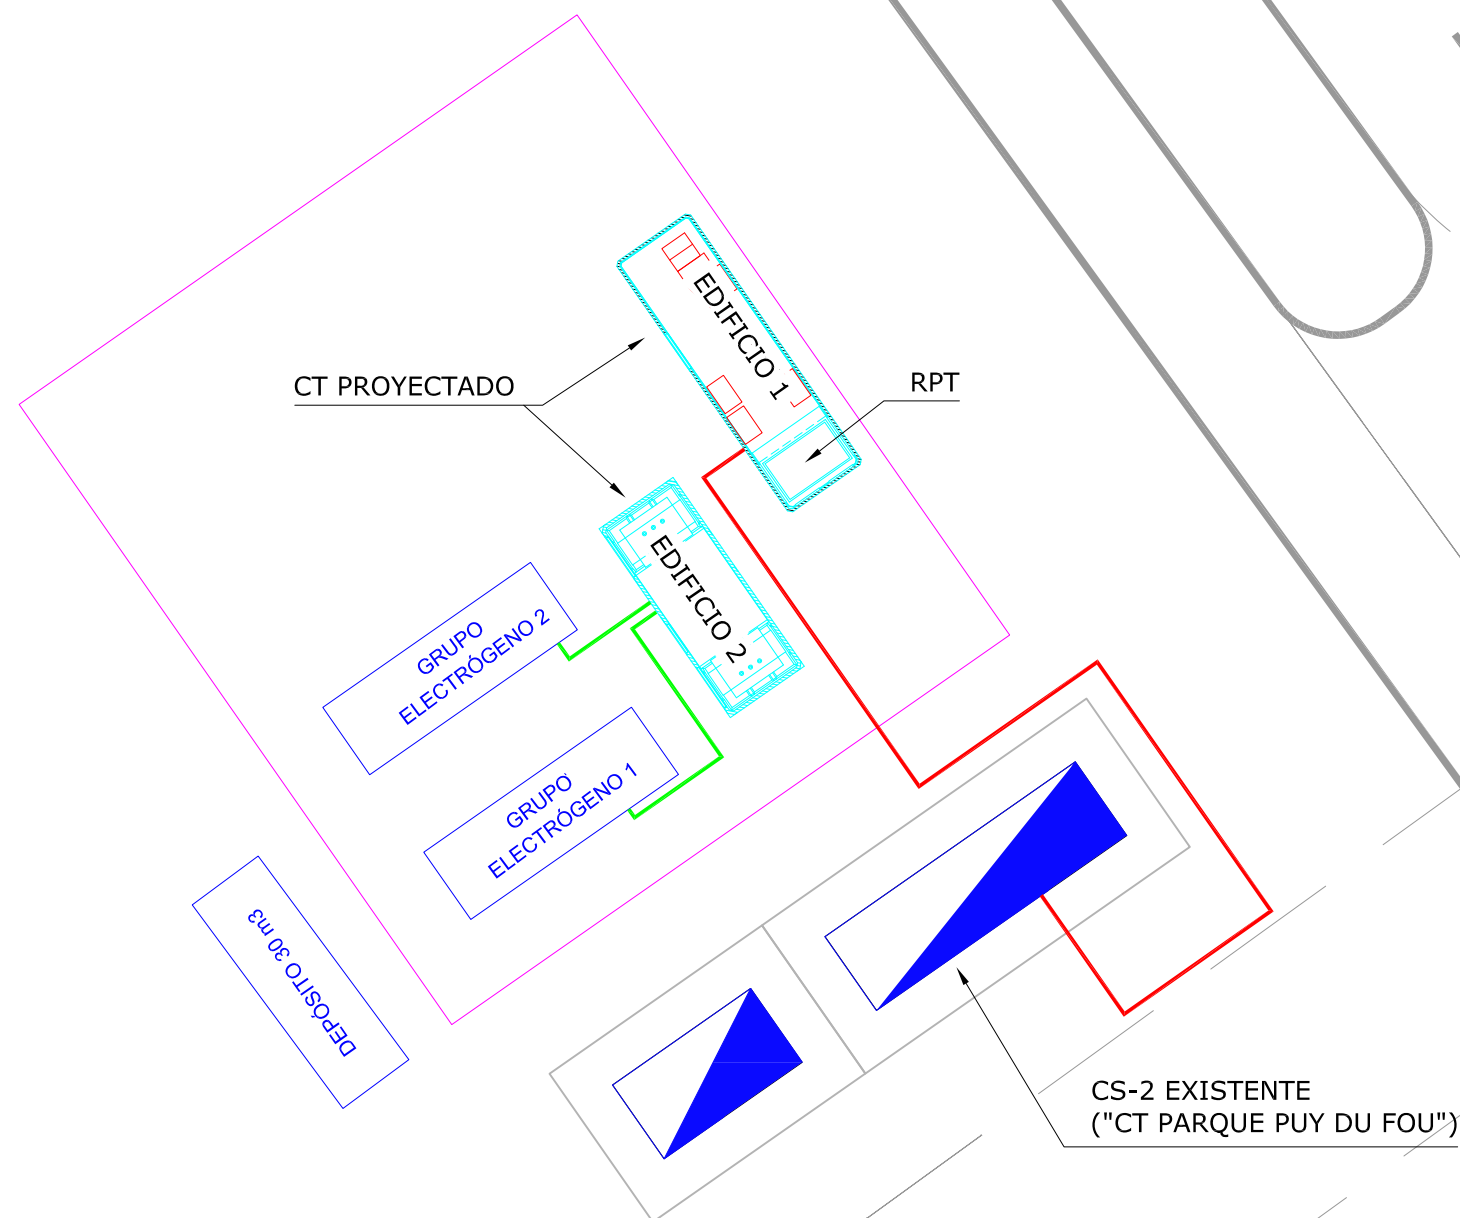 EDIFICIO 1
CT PROYECTADO
RPT
EDIFICIO 2
GRUPO
ELECTRÓGENO 2
GRUPO
ELECTRÓGENO 1
DEPÓSITO 30 m3
CS-2 EXISTENTE
("CT PARQUE PUY DU FOU")